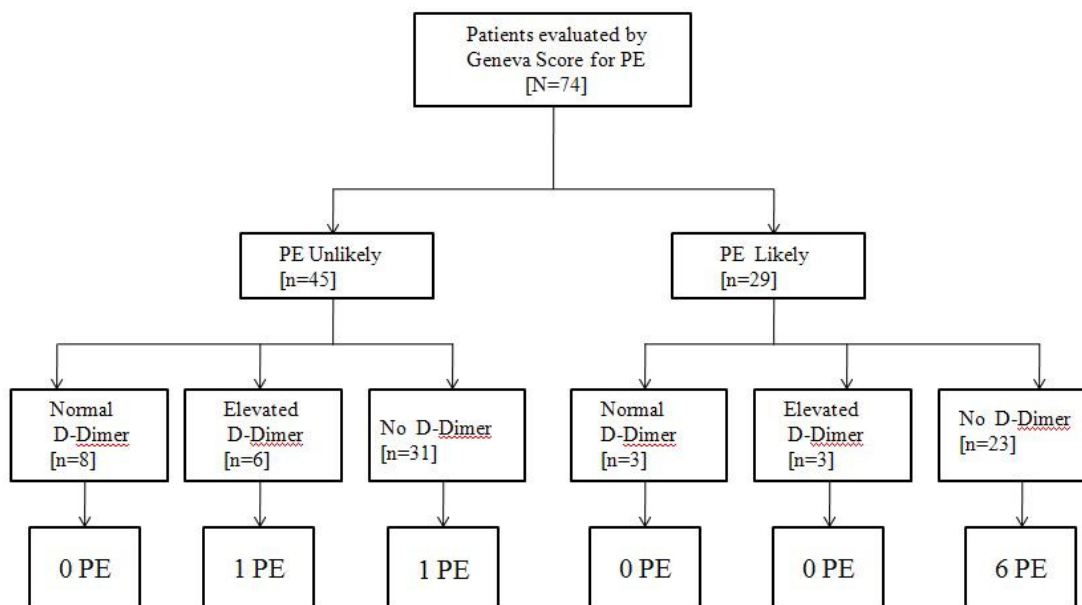 Patients evaluated by
Geneva Score for PE
[N=74]
PE Unlikely
[n=45]
PE Likely
[n=29]
Normal
D-Dimer
[n=8]
Elevated
D-Dimer
[n=6]
No D-Dimer
[n=31]
Normal
D-Dimer
[n=3]
Elevated
D-Dimer
[n=3]
No D-Dimer
[n=23]
0 PE
1 PE
1 PE
0 PE
0 PE
6 PE